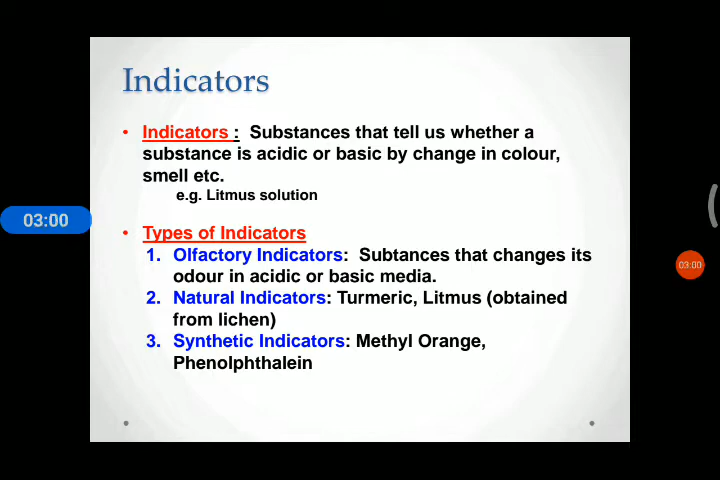 Indicators
• Indicators : Substances that tell us whether a
substance is acidic or basic by change in colour,
smell etc.
e.g. Litmus solution
03:00
• Types of Indicators
1. Olfactory Indicators: Subtances that changes its
odour in acidic or basic media.
03:00
2. Natural Indicators: Turmeric, Litmus (obtained
from lichen)
3. Synthetic Indicators: Methyl Orange,
Phenolphthalein